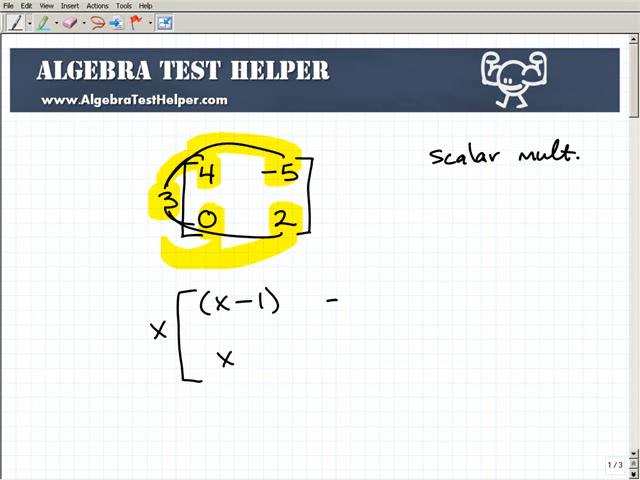 File Edit View Insert Actions Tools Help
ALGEBRA TEST HELPER
www.AlgebraTestHelper.com
scalar mult.
3 [4 -5]
[0 2]
x [(x-1) -
x
1/3